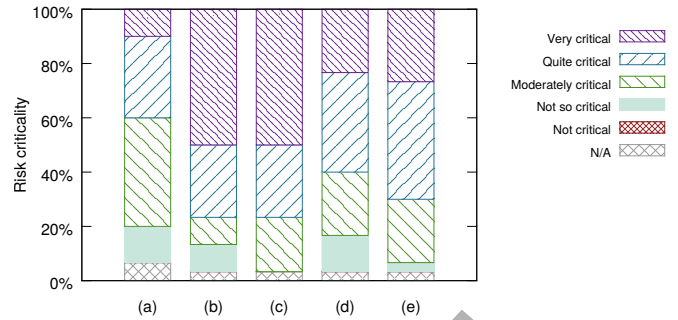 Risk criticality
100%
80%
60%
40%
20%
0%
(a) (b) (c) (d) (e)
Very critical
Quite critical
Moderately critical
Not so critical
Not critical
N/A